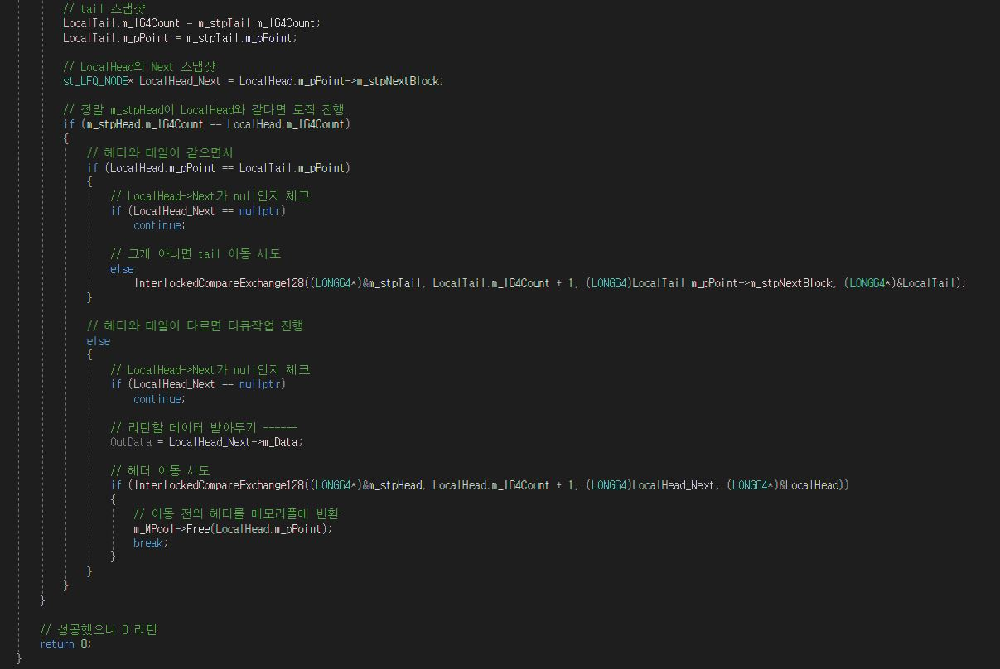 // tail 스냅샷
LocalTail.m_l64Count = m_stpTail.m_l64Count;
LocalTail.m_pPoint = m_stpTail.m_pPoint;
// LocalHead의 Next 스냅샷
st_LFQ_NODE* LocalHead_Next = LocalHead.m_pPoint->m_stpNextBlock;
// 정말 m_stpHead이 LocalHead와 같다면 로직 진행
if (m_stpHead.m_l64Count == LocalHead.m_l64Count)
{
// 헤더와 테일이 같으면서
if (LocalHead.m_pPoint == LocalTail.m_pPoint)
{
// LocalHead->Next가 null인지 체크
if (LocalHead_Next == nullptr)
continue;
// 그게 아니면 tail 이동 시도
else
InterlockedCompareExchange128((LONG64*)&m_stpTail, LocalTail.m_l64Count + 1, (LONG64)LocalTail.m_pPoint->m_stpNextBlock, (LONG64*)&LocalTail);
}
// 헤더와 테일이 다르면 디큐작업 진행
else
{
// LocalHead->Next가 null인지 체크
if (LocalHead_Next == nullptr)
continue;
// 리턴할 데이터 받아두기 ------
OutData = LocalHead_Next->m_Data;
// 헤더 이동 시도
if (InterlockedCompareExchange128((LONG64*)&m_stpHead, LocalHead.m_l64Count + 1, (LONG64)LocalHead_Next, (LONG64*)&LocalHead))
{
// 이동 전의 헤더를 메모리풀에 반환
m_MPool->Free(LocalHead.m_pPoint);
break;
}
}
}
}
// 성공했으니 0 리턴
return 0;
}